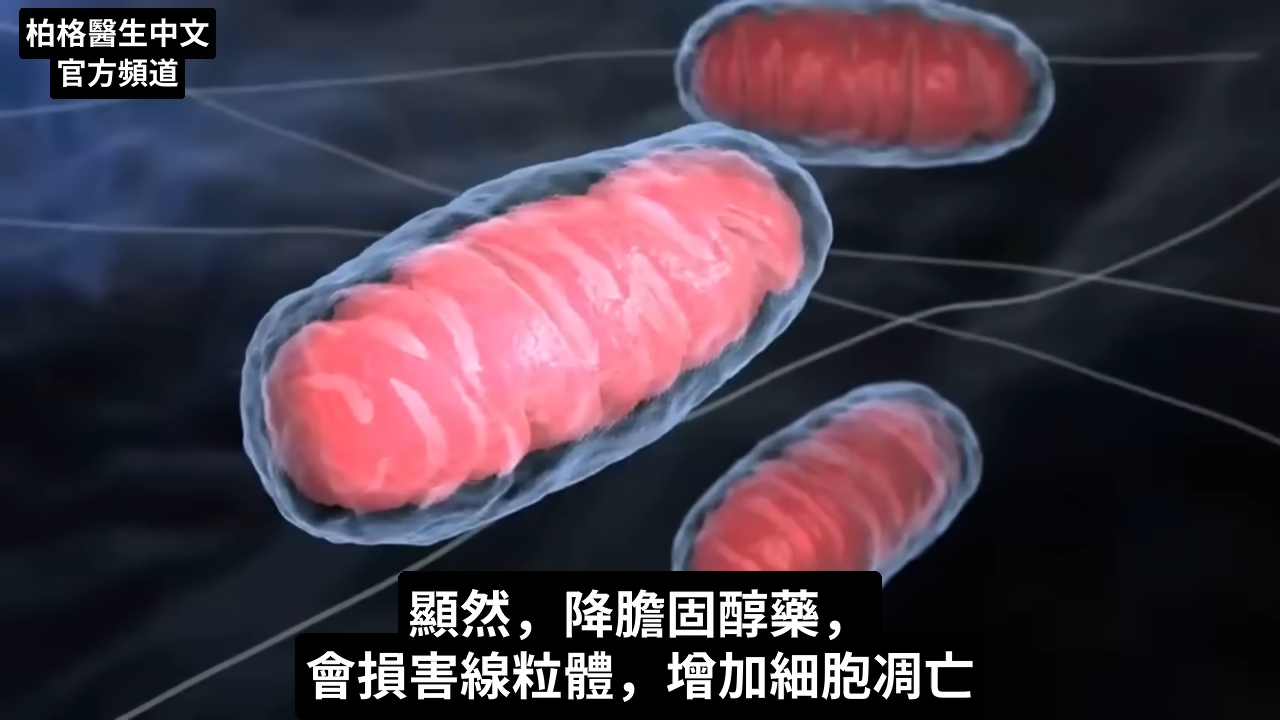 柏格醫生中文
官方頻道
顯然，降膽固醇藥，
會損害線粒體，增加細胞凋亡